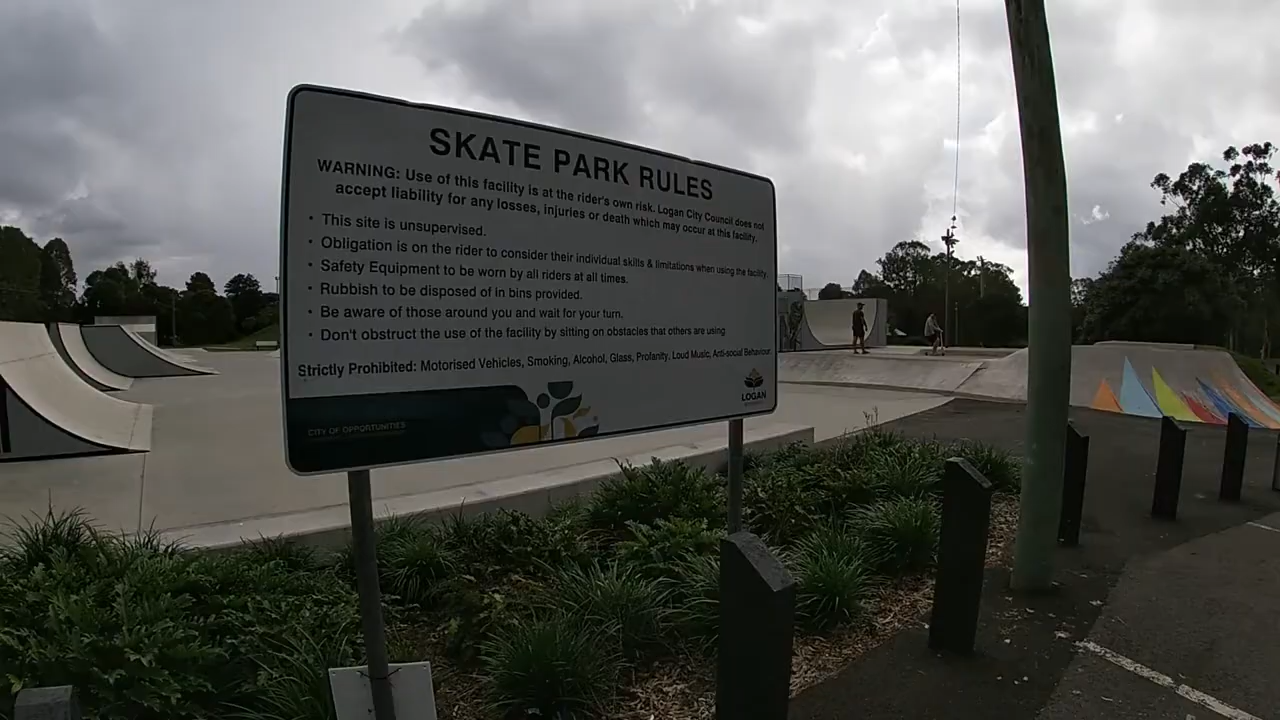 SKATE PARK RULES
WARNING: Use of this facility is at the rider's own risk. Logan City Council does not
accept liability for any losses, injuries or death which may occur at this facility.
• This site is unsupervised.
• Obligation is on the rider to consider their individual skills & limitations when using the facility.
• Safety Equipment to be worn by all riders at all times.
• Rubbish to be disposed of in bins provided.
• Be aware of those around you and wait for your turn.
• Don't obstruct the use of the facility by sitting on obstacles that others are using
Strictly Prohibited: Motorised Vehicles, Smoking, Alcohol, Glass, Profanity, Loud Music, Anti-social Behaviour
CITY OF OPPORTUNITIES
LOGAN